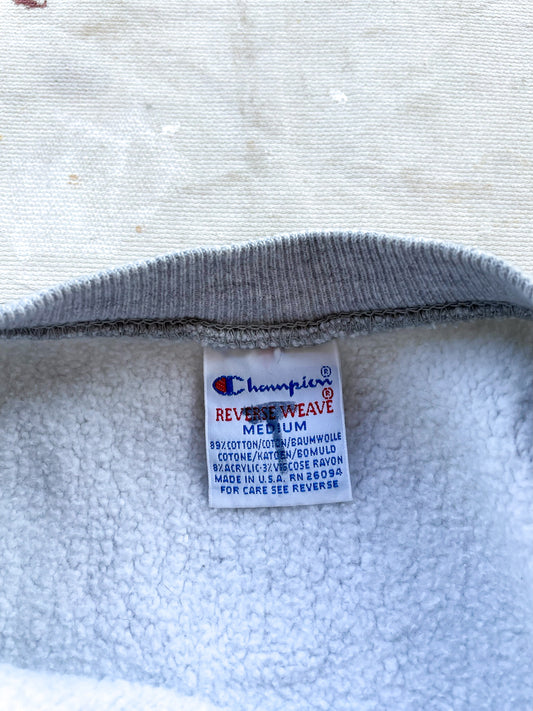 Champion®
REVERSE WEAVE®
MEDIUM
89%COTTON/COTON/BAUMWOLLE
COTONE/KATOEN/BOMULD
8%ACRYLIC-3%VISCOSE RAYON
MADE IN U.S.A. RN 26094
FOR CARE SEE REVERSE